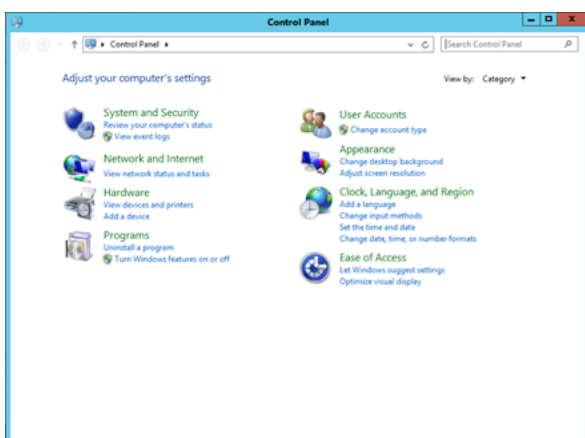 Control Panel
Control Panel
Search Control Panel
Adjust your computer's settings
View by: Category
System and Security
Review your computer's status
View event logs
Network and Internet
View network status and tasks
Hardware
View devices and printers
Add a device
Programs
Uninstall a program
Turn Windows features on or off
User Accounts
Change account type
Appearance
Change desktop background
Adjust screen resolution
Clock, Language, and Region
Add a language
Change input methods
Set the time and date
Change date, time, or number formats
Ease of Access
Let Windows suggest settings
Optimize visual display